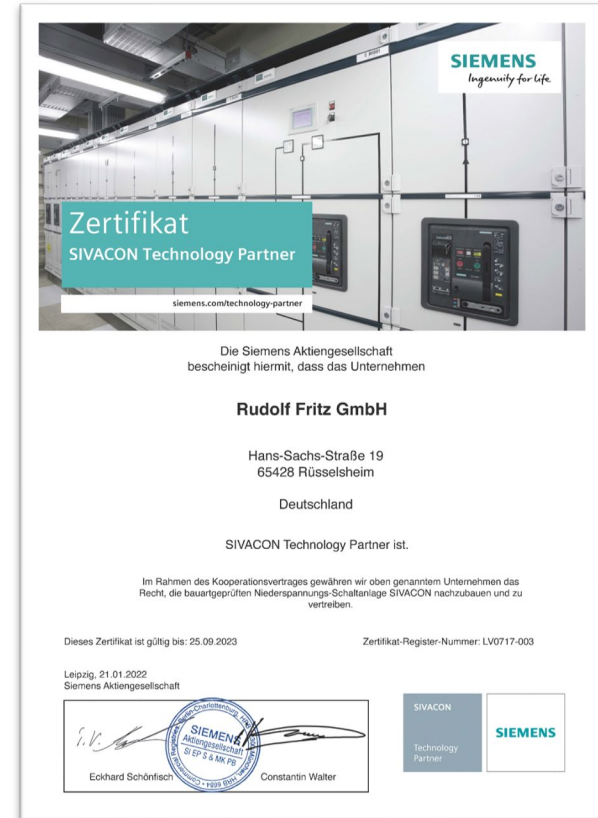 SIEMENS
Ingenuity for life
Zertifikat
SIVACON Technology Partner
siemens.com/technology-partner
Die Siemens Aktiengesellschaft
bescheinigt hiermit, dass das Unternehmen
Rudolf Fritz GmbH
Hans-Sachs-Straße 19
65428 Rüsselsheim
Deutschland
SIVACON Technology Partner ist.
Im Rahmen des Kooperationsvertrages gewähren wir oben genanntem Unternehmen das
Recht, die bauartgeprüften Niederspannungs-Schaltanlage SIVACON nachzubauen und zu
vertreiben.
Dieses Zertifikat ist gültig bis: 25.09.2023
Zertifikat-Register-Nummer: LV0717-003
Leipzig, 21.01.2022
Siemens Aktiengesellschaft
i.V.
SIEMENS
Aktiengesellschaft
SI EP S & MK PB
Eckhard Schönfisch
Constantin Walter
SIVACON
Technology
Partner
SIEMENS